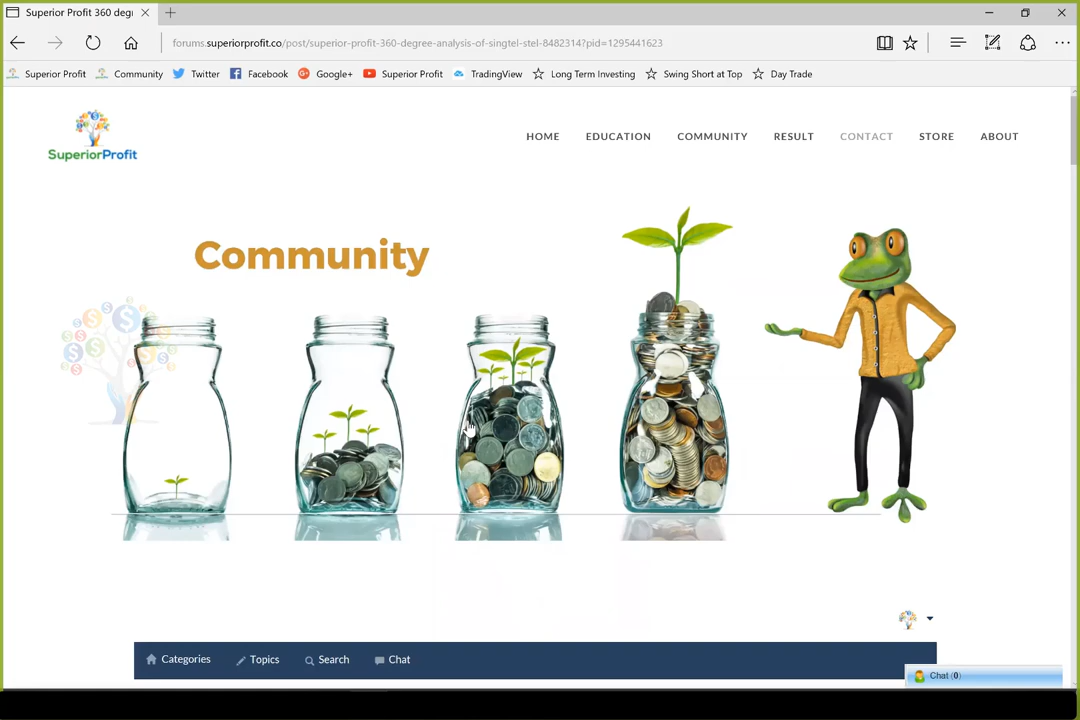 Superior Profit 360 deg
forums.superiorprofit.co/post/superior-profit-360-degree-analysis-of-singtel-stel-8482314?pid=1295441623
Superior Profit
Community
Twitter
Facebook
Google+
Superior Profit
TradingView
Long Term Investing
Swing Short at Top
Day Trade
SuperiorProfit
HOME
EDUCATION
COMMUNITY
RESULT
CONTACT
STORE
ABOUT
Community
Categories
Topics
Search
Chat
Chat (0)